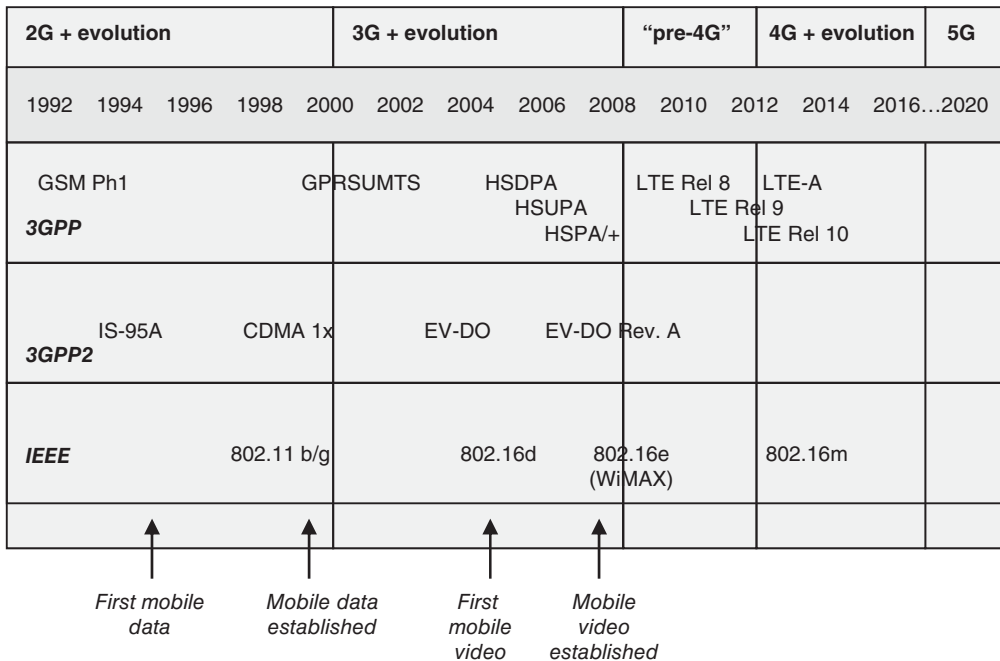 2G + evolution 3G + evolution “pre-4G” 4G + evolution 5G
1992 1994 1996 1998 2000 2002 2004 2006 2008 2010 2012 2014 2016…2020
GSM Ph1 GPRSUMTS HSDPA LTE Rel 8 LTE-A
HSUPA LTE Rel 9
3GPP HSPA/+ LTE Rel 10
IS-95A CDMA 1x EV-DO EV-DO Rev. A
3GPP2
IEEE 802.11 b/g 802.16d 802.16e 802.16m
(WiMAX)
First mobile
data
Mobile data
established
First
mobile
video
Mobile
video
established